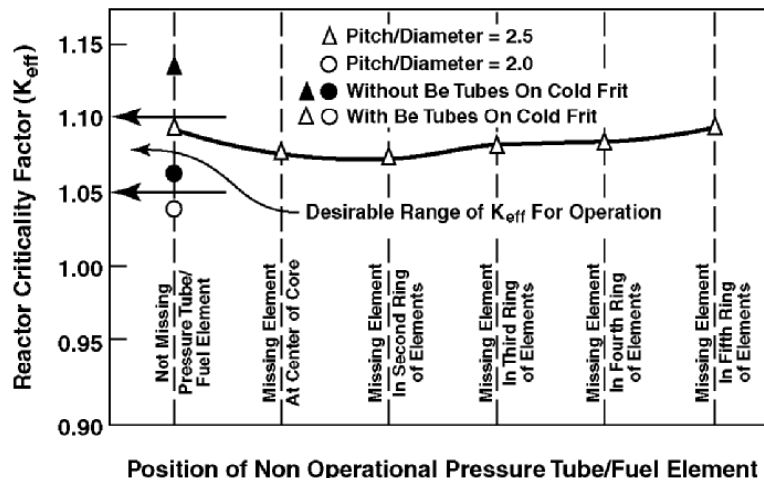 Reactor Criticality Factor (Keff)
1.15
1.10
1.05
1.00
0.95
0.90
Pitch/Diameter = 2.5
Pitch/Diameter = 2.0
Without Be Tubes On Cold Frit
With Be Tubes On Cold Frit
Desirable Range of Keff For Operation
Not Missing
Pressure Tube/
Fuel Element
Missing Element
At Center of Core
Missing Element
In Second Ring
of Elements
Missing Element
In Third Ring
of Elements
Missing Element
In Fourth Ring
of Elements
Missing Element
In Fifth Ring
of Elements
Position of Non Operational Pressure Tube/Fuel Element